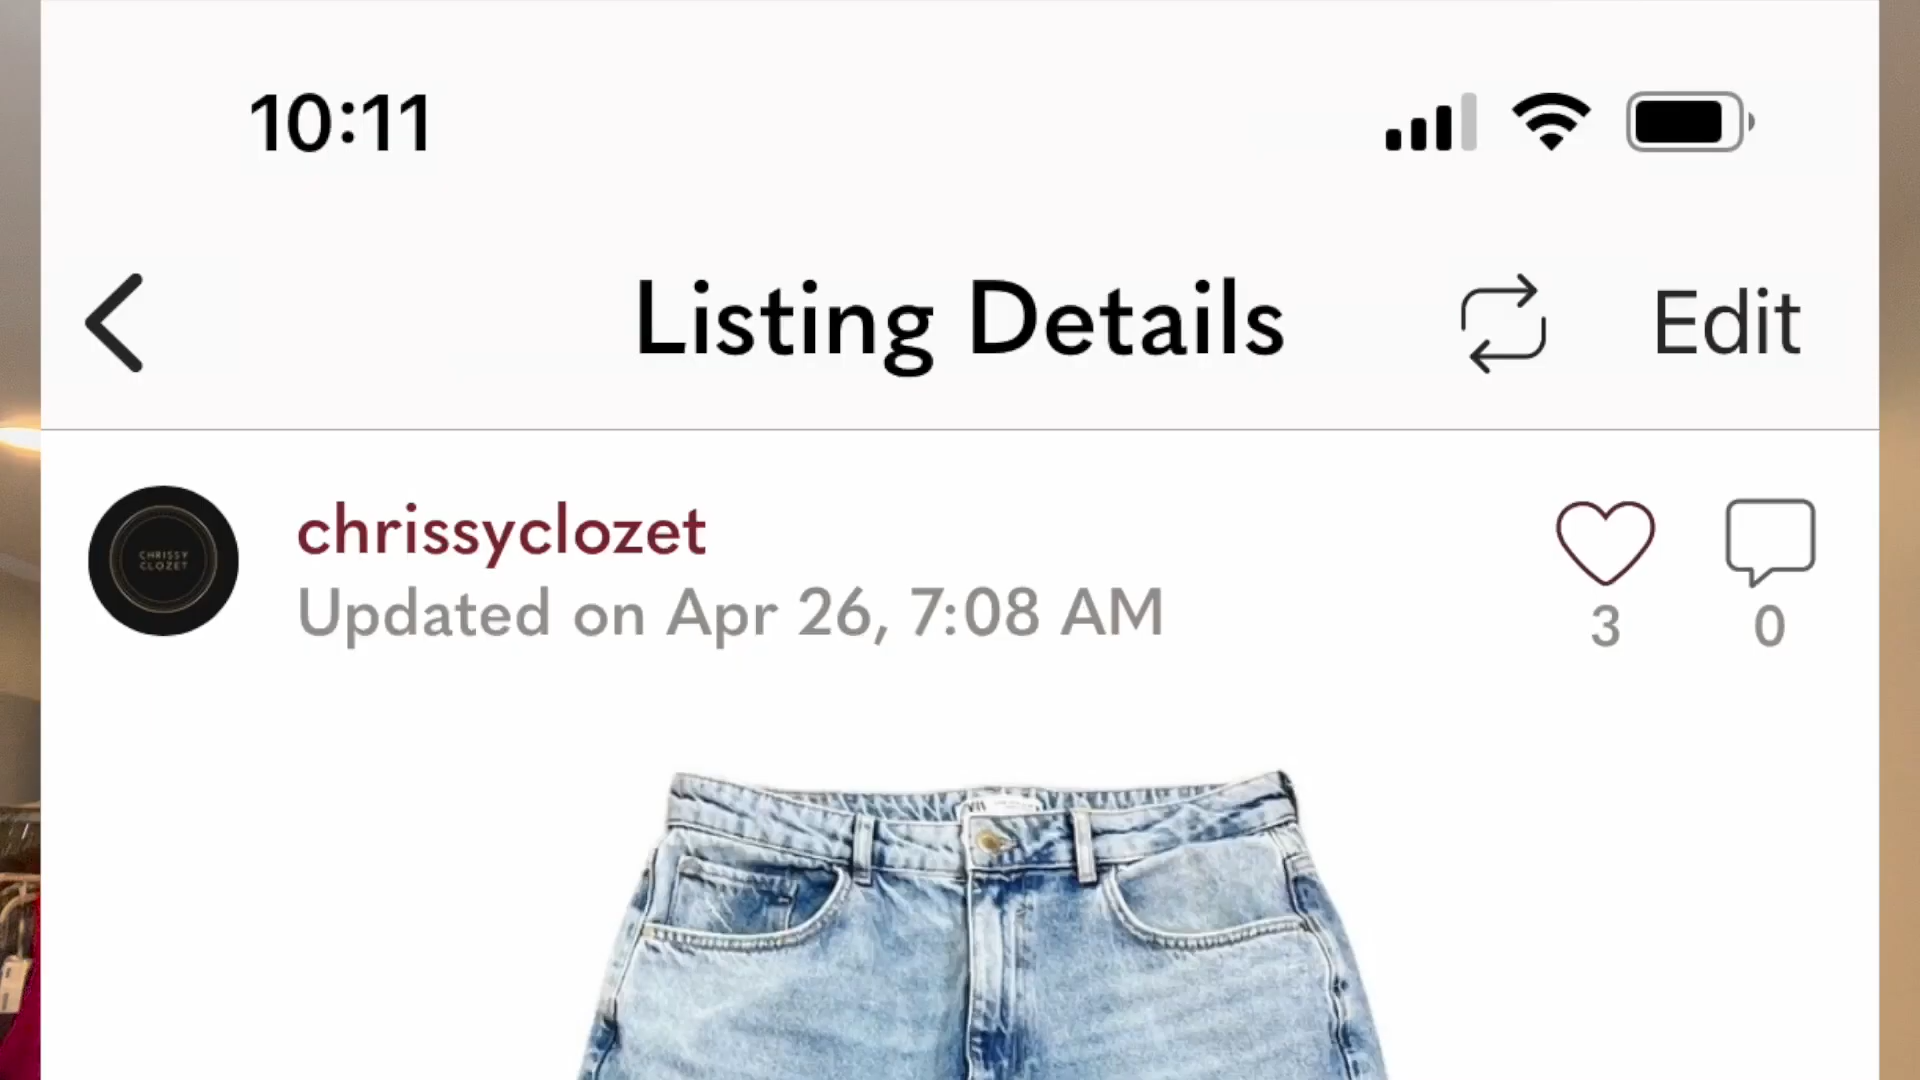 10:11
Listing Details
Edit
CHRISSY
CLOZET
chrissyclozet
Updated on Apr 26, 7:08 AM
3
0